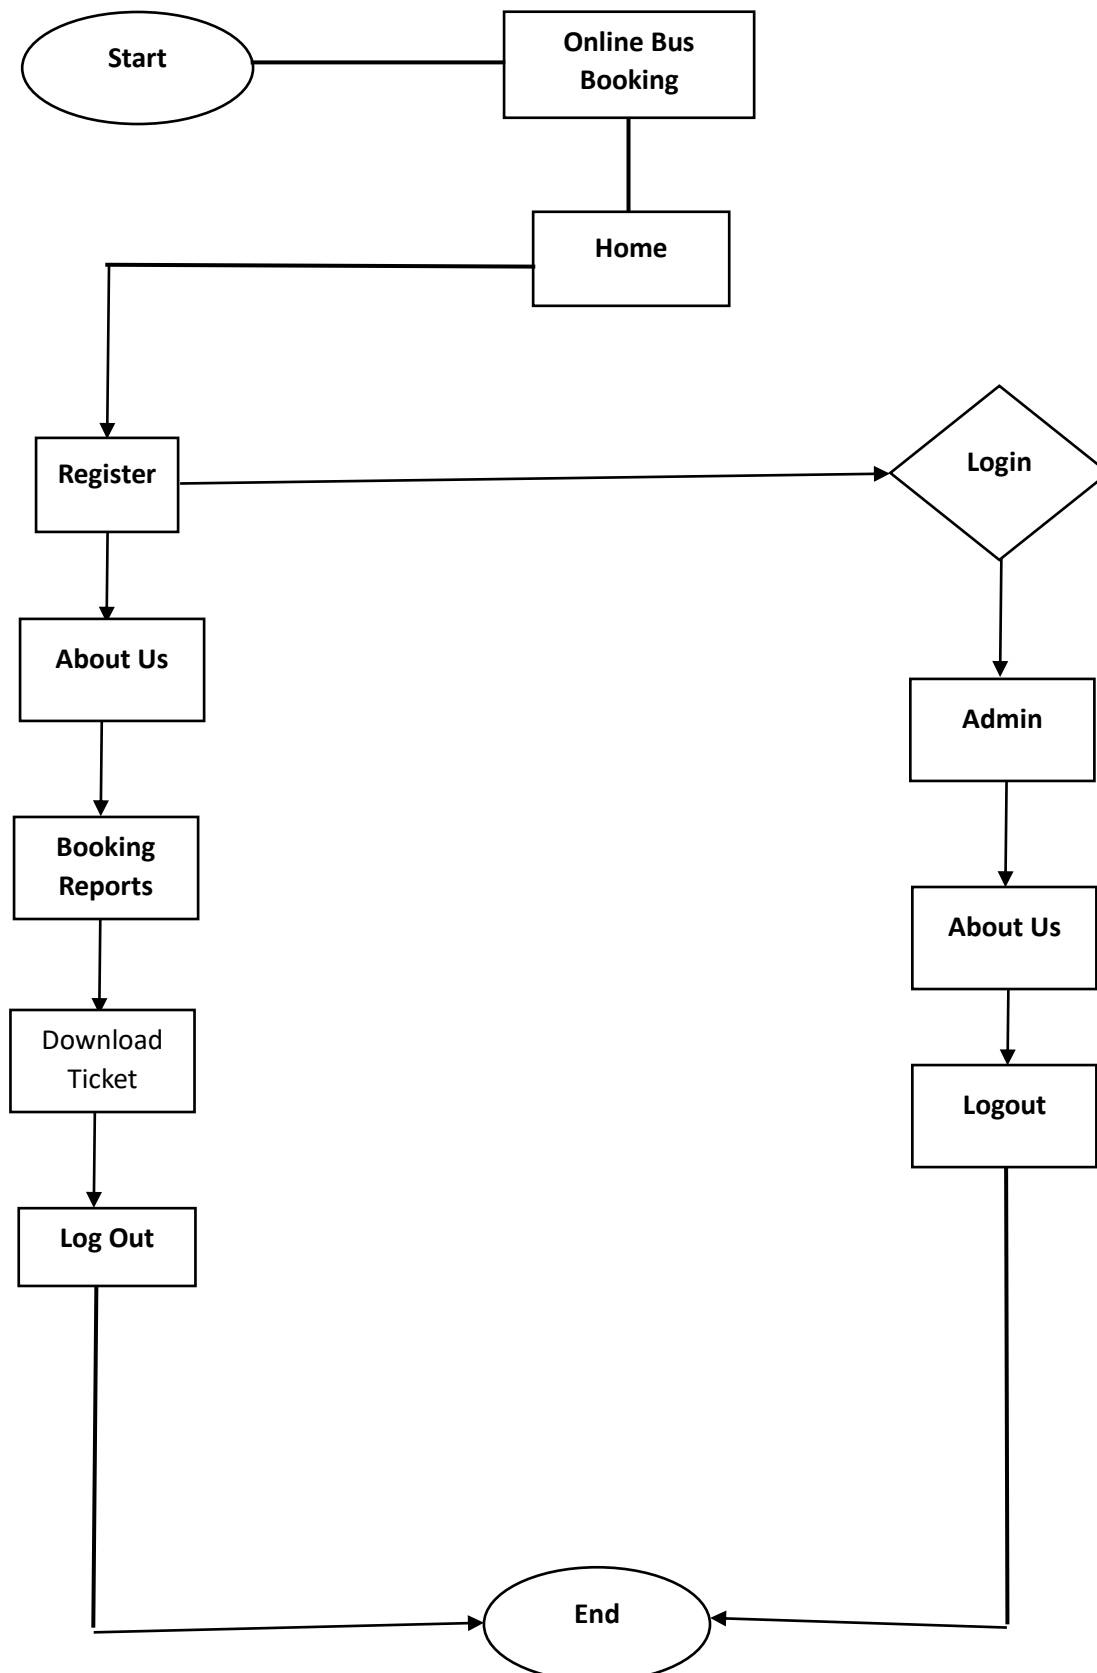 Start
Online Bus
Booking
Home
Register
Login
About Us
Admin
Booking
Reports
About Us
Download
Ticket
Logout
Log Out
End